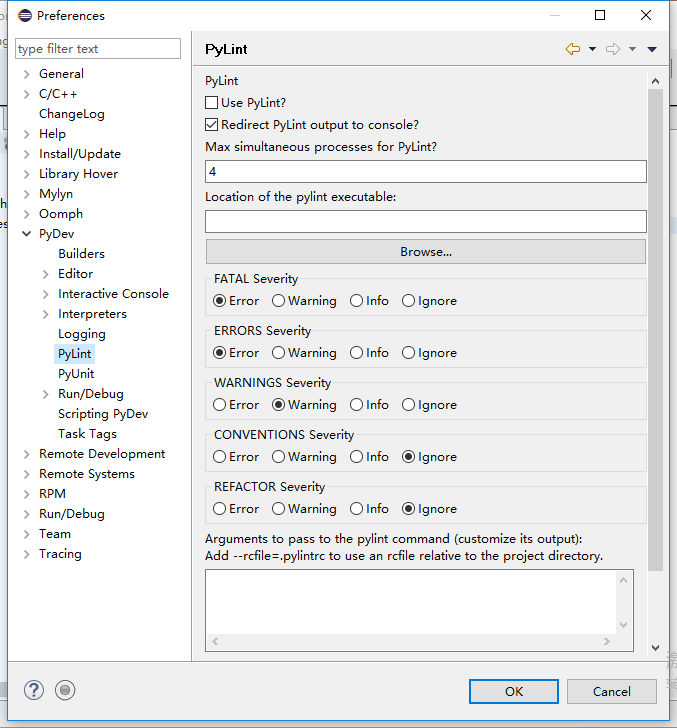 Preferences
type filter text
General
C/C++
ChangeLog
Help
Install/Update
Library Hover
Mylyn
Oomph
PyDev
Builders
Editor
Interactive Console
Interpreters
Logging
PyLint
PyUnit
Run/Debug
Scripting PyDev
Task Tags
Remote Development
Remote Systems
RPM
Run/Debug
Team
Tracing
PyLint
PyLint
Use PyLint?
Redirect PyLint output to console?
Max simultaneous processes for PyLint?
4
Location of the pylint executable:
Browse...
FATAL Severity
Error Warning Info Ignore
ERRORS Severity
Error Warning Info Ignore
WARNINGS Severity
Error Warning Info Ignore
CONVENTIONS Severity
Error Warning Info Ignore
REFACTOR Severity
Error Warning Info Ignore
Arguments to pass to the pylint command (customize its output):
Add --rcfile=.pylintrc to use an rcfile relative to the project directory.
?
OK Cancel